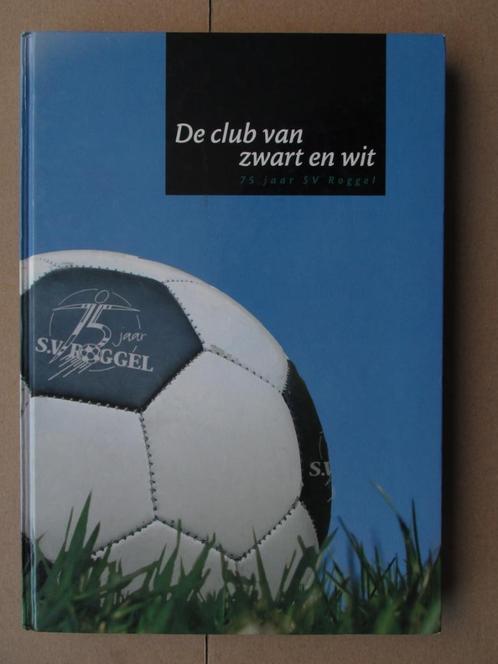 De club van
zwart en wit
75 jaar SV Roggel
75 jaar
S.V. ROGGEL
S.V.